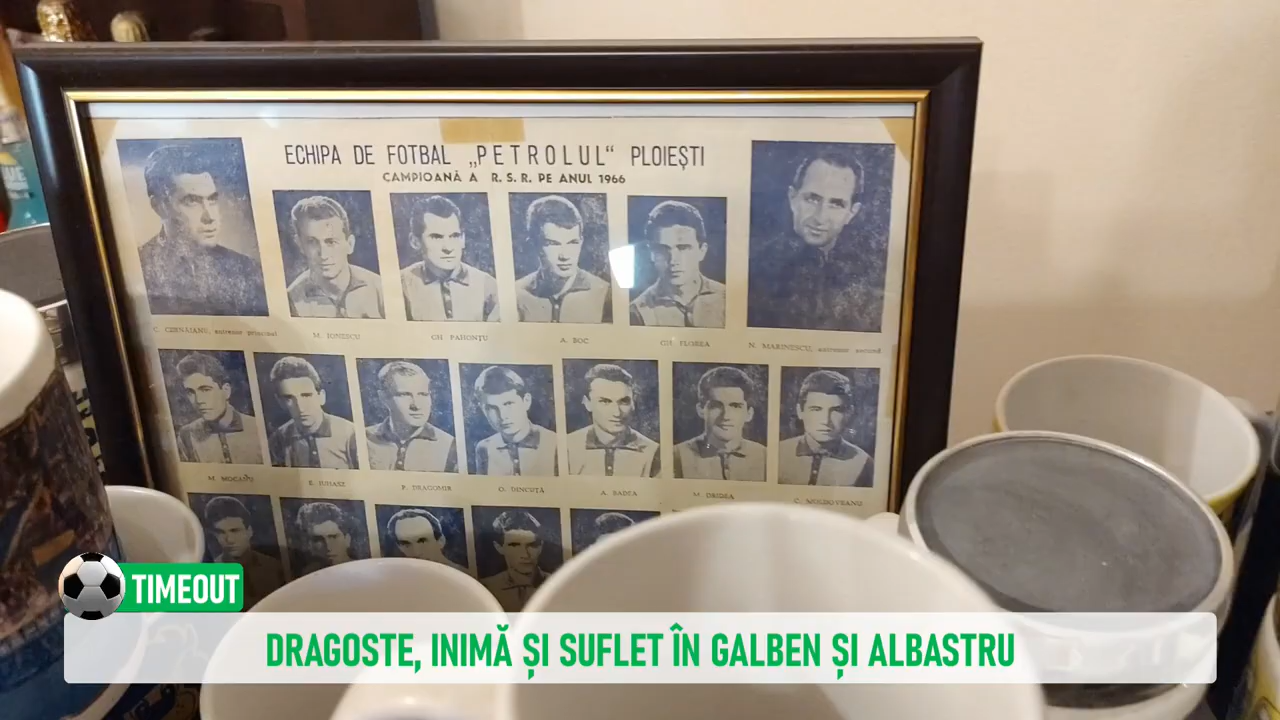 ECHIPA DE FOTBAL „PETROLUL“ PLOIEȘTI
CAMPIOANĂ A R.S.R. PE ANUL 1966
C. CERNAIANU, antrenor principal
M. IONESCU
GH. PAHONȚU
A. BOC
GH. FLOREA
N. MARINESCU, antrenor secund
M. MOCANU
E. IUHASZ
P. DRAGOMIR
O. DINCUȚĂ
A. BADEA
M. DRIDEA
C. MOLDOVEANU
TIMEOUT
DRAGOSTE, INIMĂ ȘI SUFLET ÎN GALBEN ȘI ALBASTRU